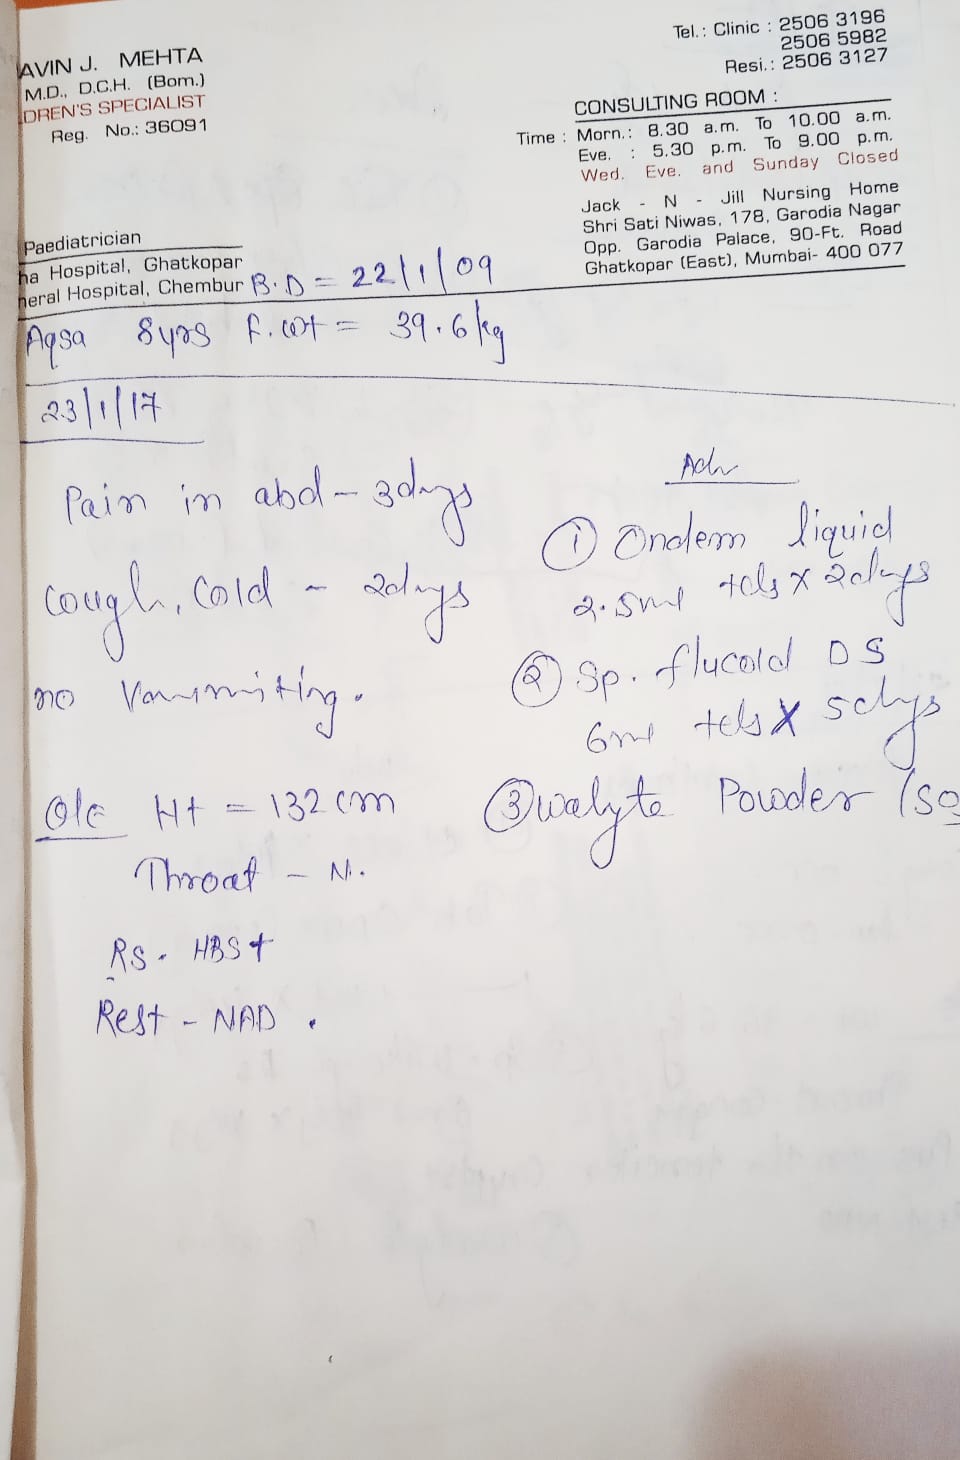 AVIN J. MEHTA
M.D., D.C.H. (Bom.)
DREN'S SPECIALIST
Reg. No.: 36091
Paediatrician
ha Hospital, Ghatkopar
neral Hospital, Chembur
Tel.: Clinic : 2506 3196
2506 5982
Resi.: 2506 3127
CONSULTING ROOM :
Time : Morn.: 8.30 a.m. To 10.00 a.m.
Eve. : 5.30 p.m. To 9.00 p.m.
Wed. Eve. and Sunday Closed
Jack - N - Jill Nursing Home
Shri Sati Niwas, 178, Garodia Nagar
Opp. Garodia Palace, 90-Ft. Road
Ghatkopar (East), Mumbai- 400 077
B.D = 22/1/09
Aqsa 8yrs F. wt = 39.6kg
23/1/17
Pain in abd - 3days
cough, cold - 2days
no Vommiting.
O/E Ht = 132 cm
Throat - N.
RS. HBS+
Rest - NAD.
Adv
① Ondem liquid
2.5ml tds x 2days
② Sp. flucold DS
6ml tds x 5days
③ walyte Powder (so